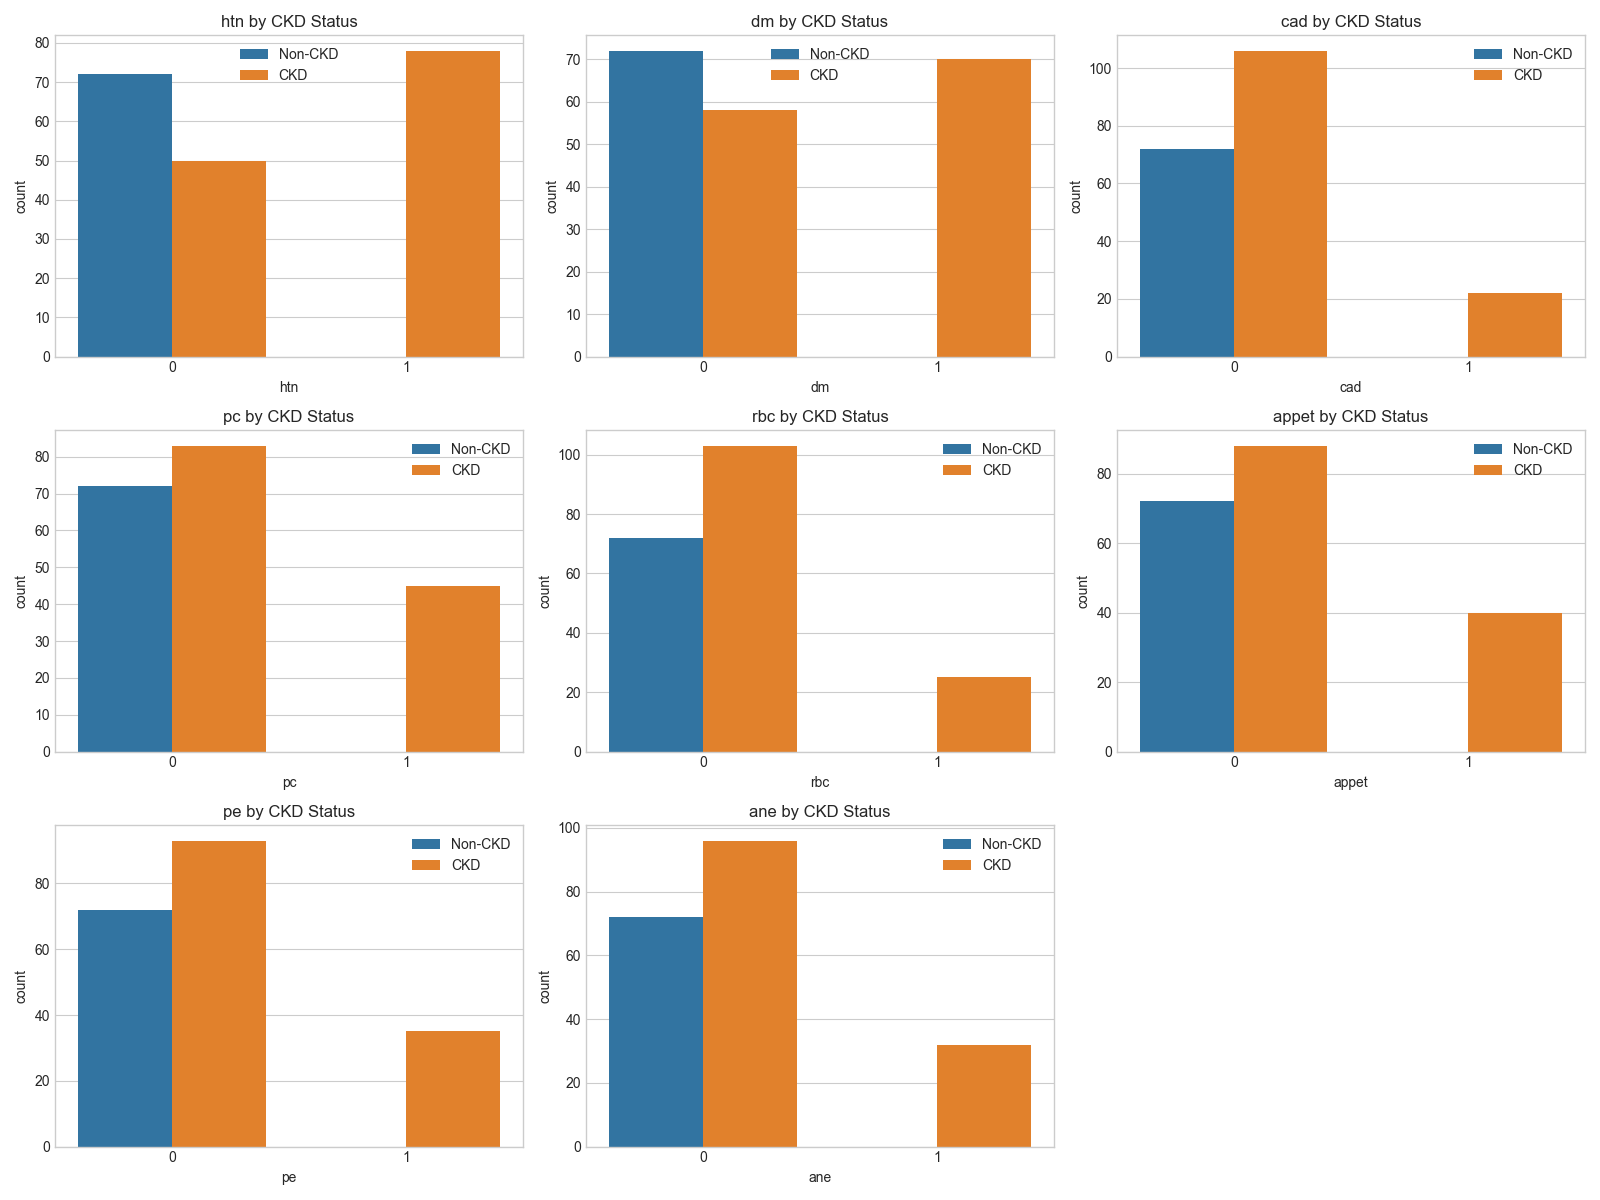 htn by CKD Status
80
70
60
50
40
30
20
10
0
count
Non-CKD
CKD
0 1
htn
dm by CKD Status
70
60
50
40
30
20
10
0
count
Non-CKD
CKD
0 1
dm
cad by CKD Status
100
80
60
40
20
0
count
Non-CKD
CKD
0 1
cad
pc by CKD Status
80
70
60
50
40
30
20
10
0
count
Non-CKD
CKD
0 1
pc
rbc by CKD Status
100
80
60
40
20
0
count
Non-CKD
CKD
0 1
rbc
appet by CKD Status
80
60
40
20
0
count
Non-CKD
CKD
0 1
appet
pe by CKD Status
80
60
40
20
0
count
Non-CKD
CKD
0 1
pe
ane by CKD Status
100
80
60
40
20
0
count
Non-CKD
CKD
0 1
ane